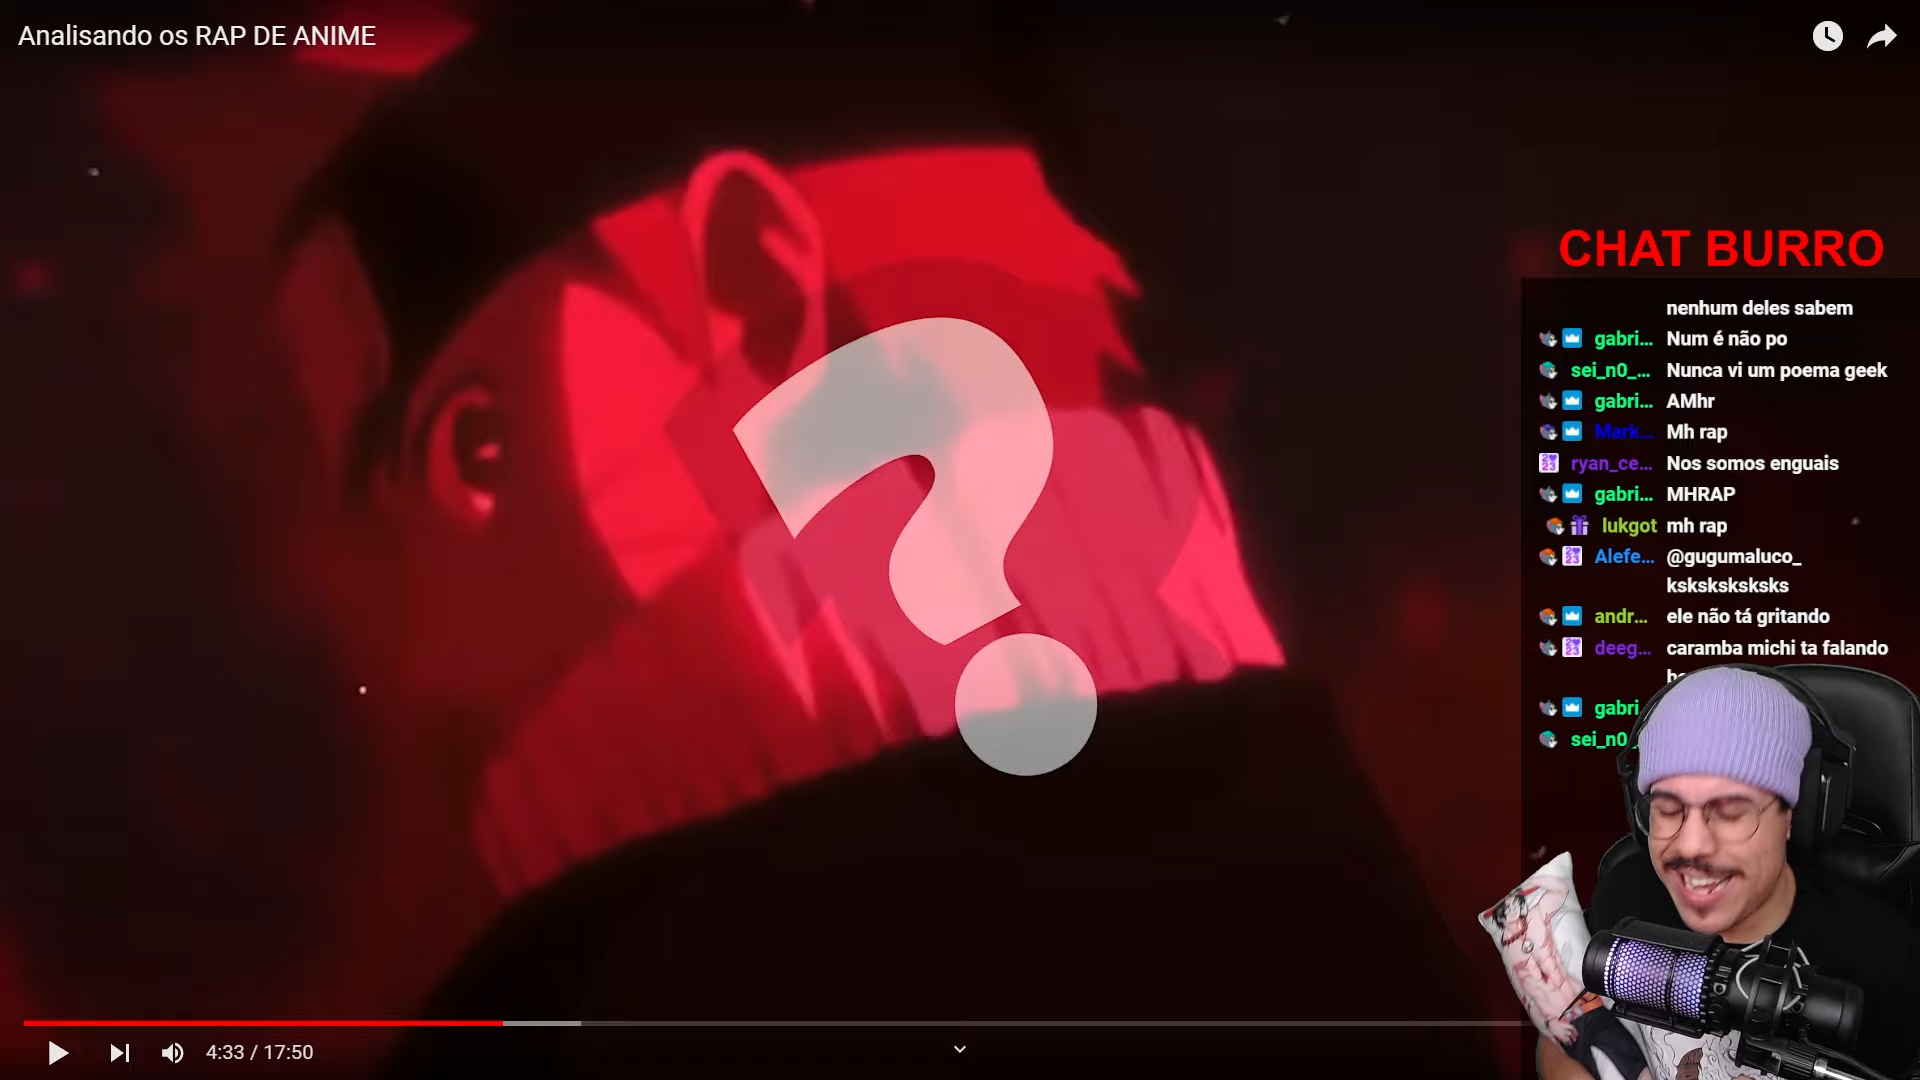 Analisando os RAP DE ANIME
?
CHAT BURRO
nenhum deles sabem
gabri... Num é não po
sei_n0_... Nunca vi um poema geek
gabri... AMhr
Mark... Mh rap
ryan_ce... Nos somos enguais
gabri... MHRAP
lukgot mh rap
Alefe... @gugumaluco_
ksksksksksks
andr... ele não tá gritando
deeg... caramba michi ta falando
gabri
sei_n0
4:33 / 17:50